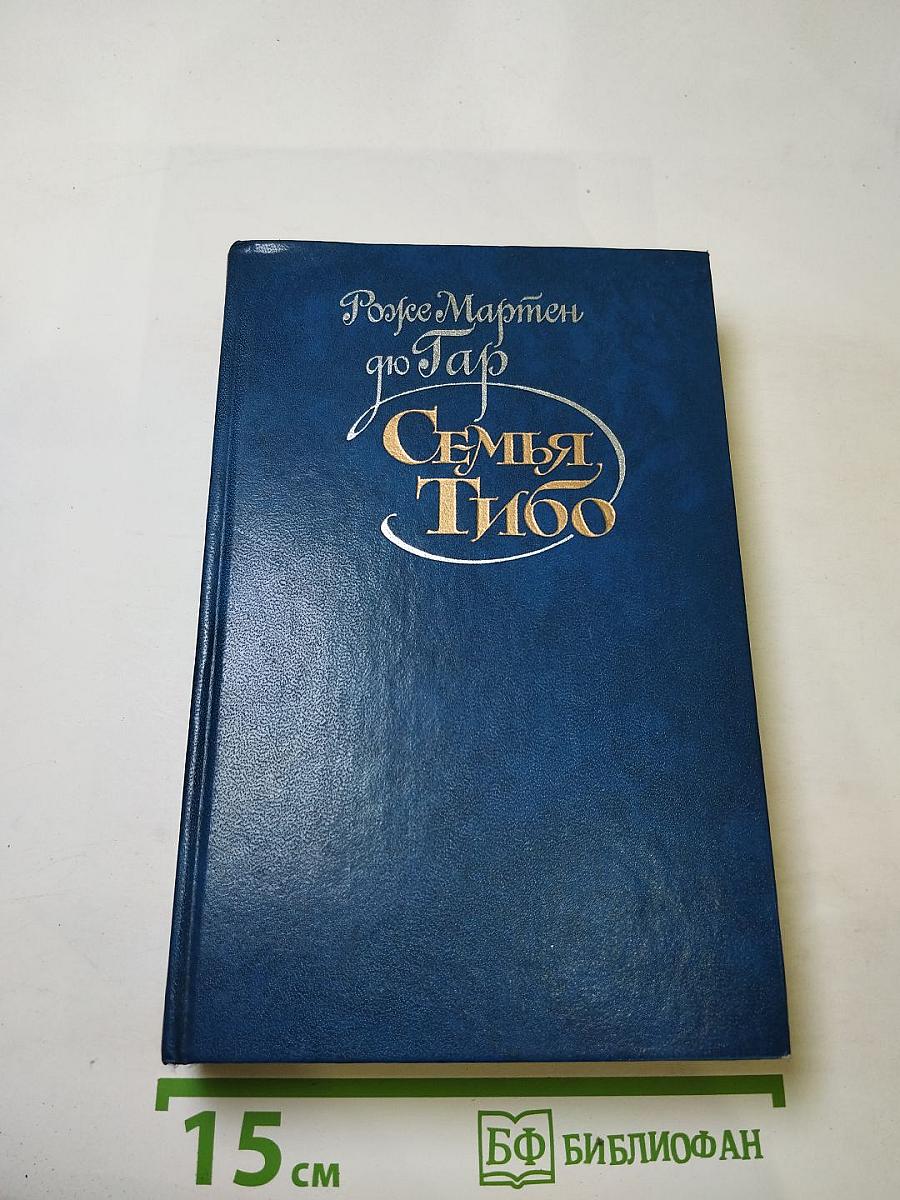 Роже Мартен
дю Гар
Семья
Тибо
15 см
БФ БИБЛИОФАН